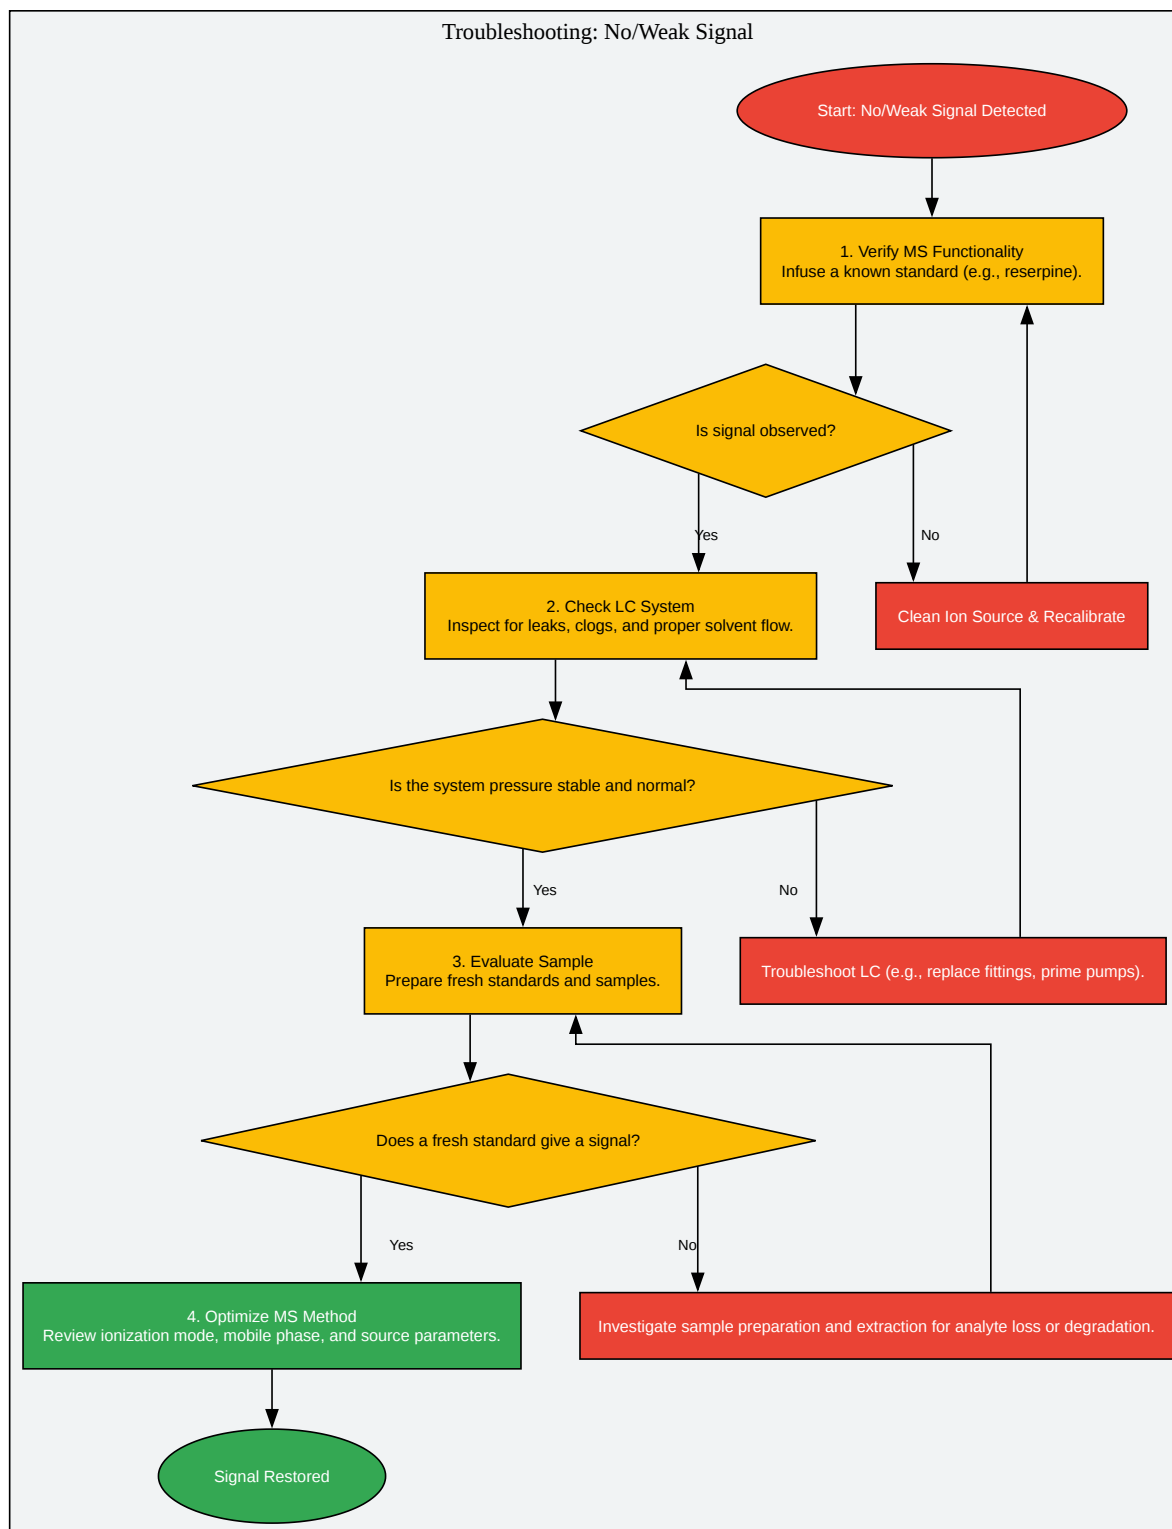 Troubleshooting: No/Weak Signal
Start: No/Weak Signal Detected
1. Verify MS Functionality
Infuse a known standard (e.g., reserpine).
Is signal observed?
Yes
No
2. Check LC System
Inspect for leaks, clogs, and proper solvent flow.
Clean Ion Source & Recalibrate
Is the system pressure stable and normal?
Yes
No
3. Evaluate Sample
Prepare fresh standards and samples.
Troubleshoot LC (e.g., replace fittings, prime pumps).
Does a fresh standard give a signal?
Yes
No
4. Optimize MS Method
Review ionization mode, mobile phase, and source parameters.
Investigate sample preparation and extraction for analyte loss or degradation.
Signal Restored